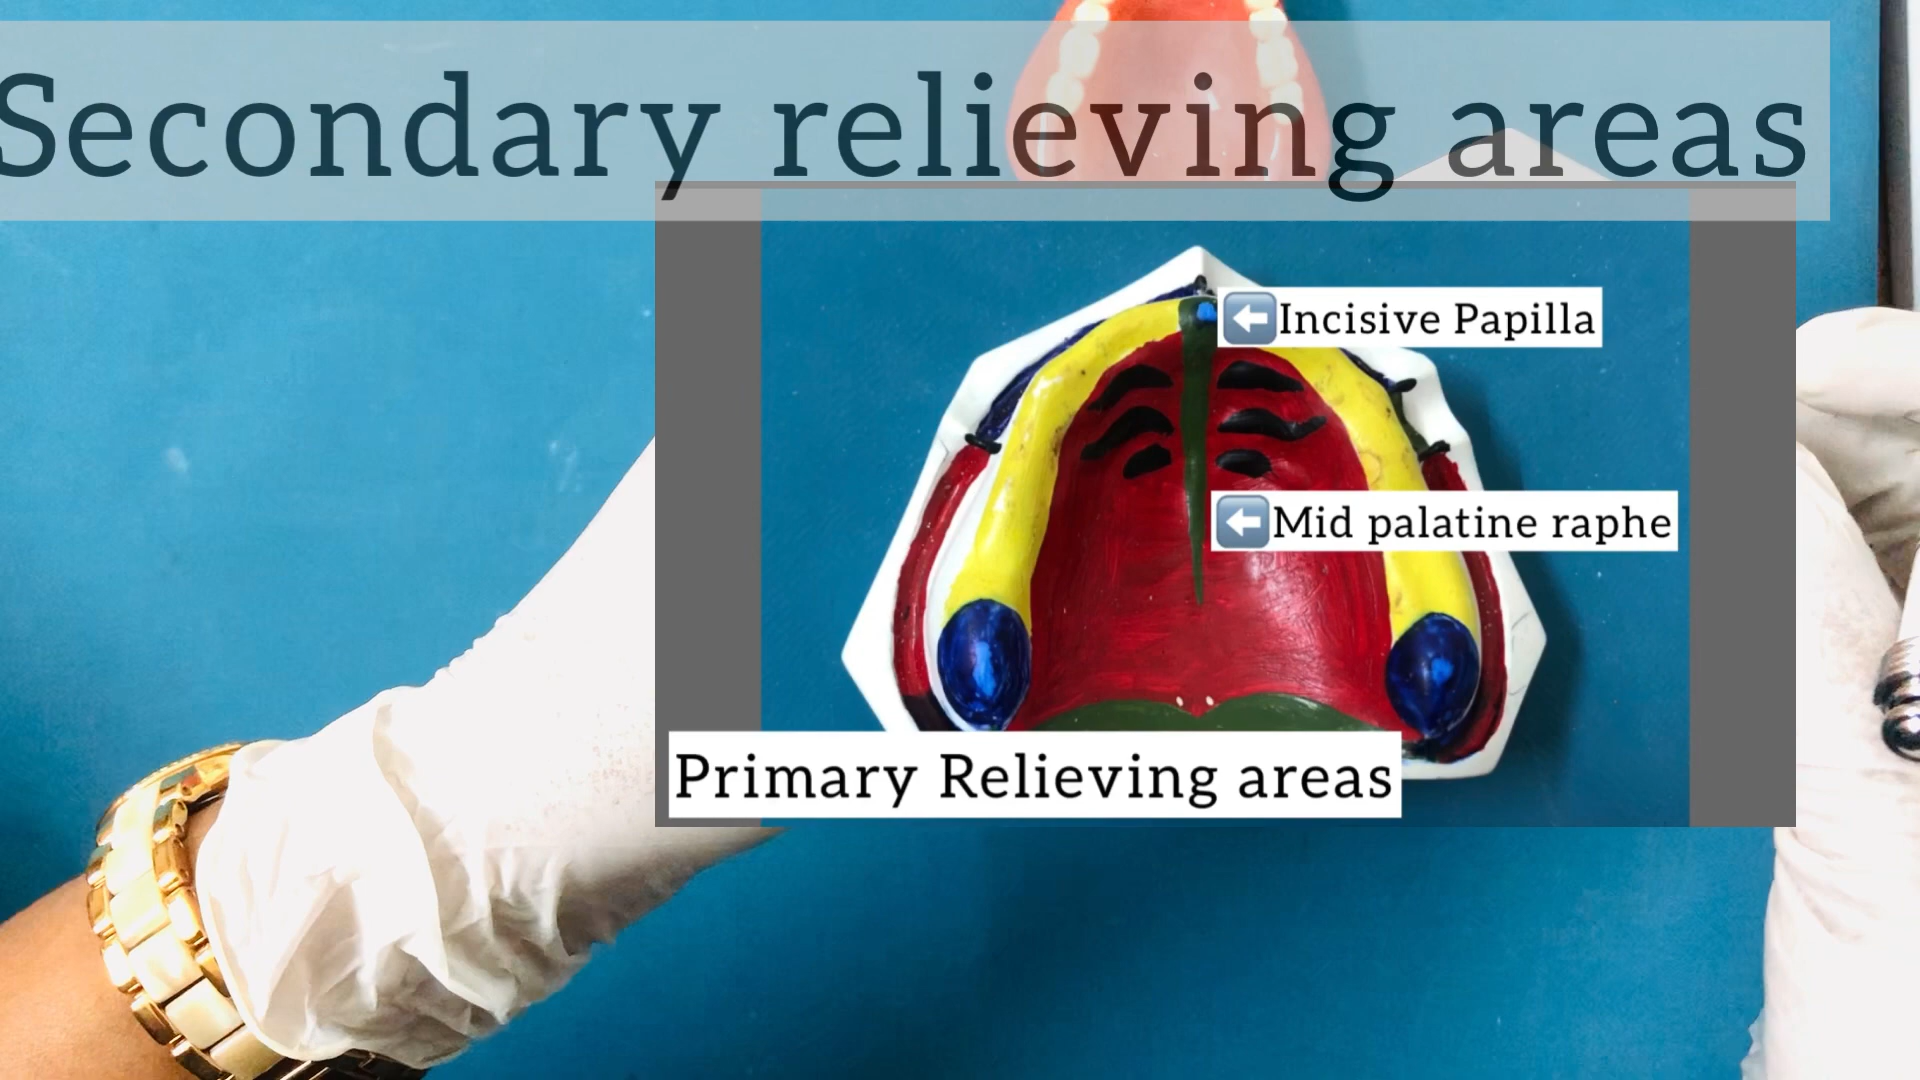 Secondary relieving areas
Incisive Papilla
Mid palatine raphe
Primary Relieving areas